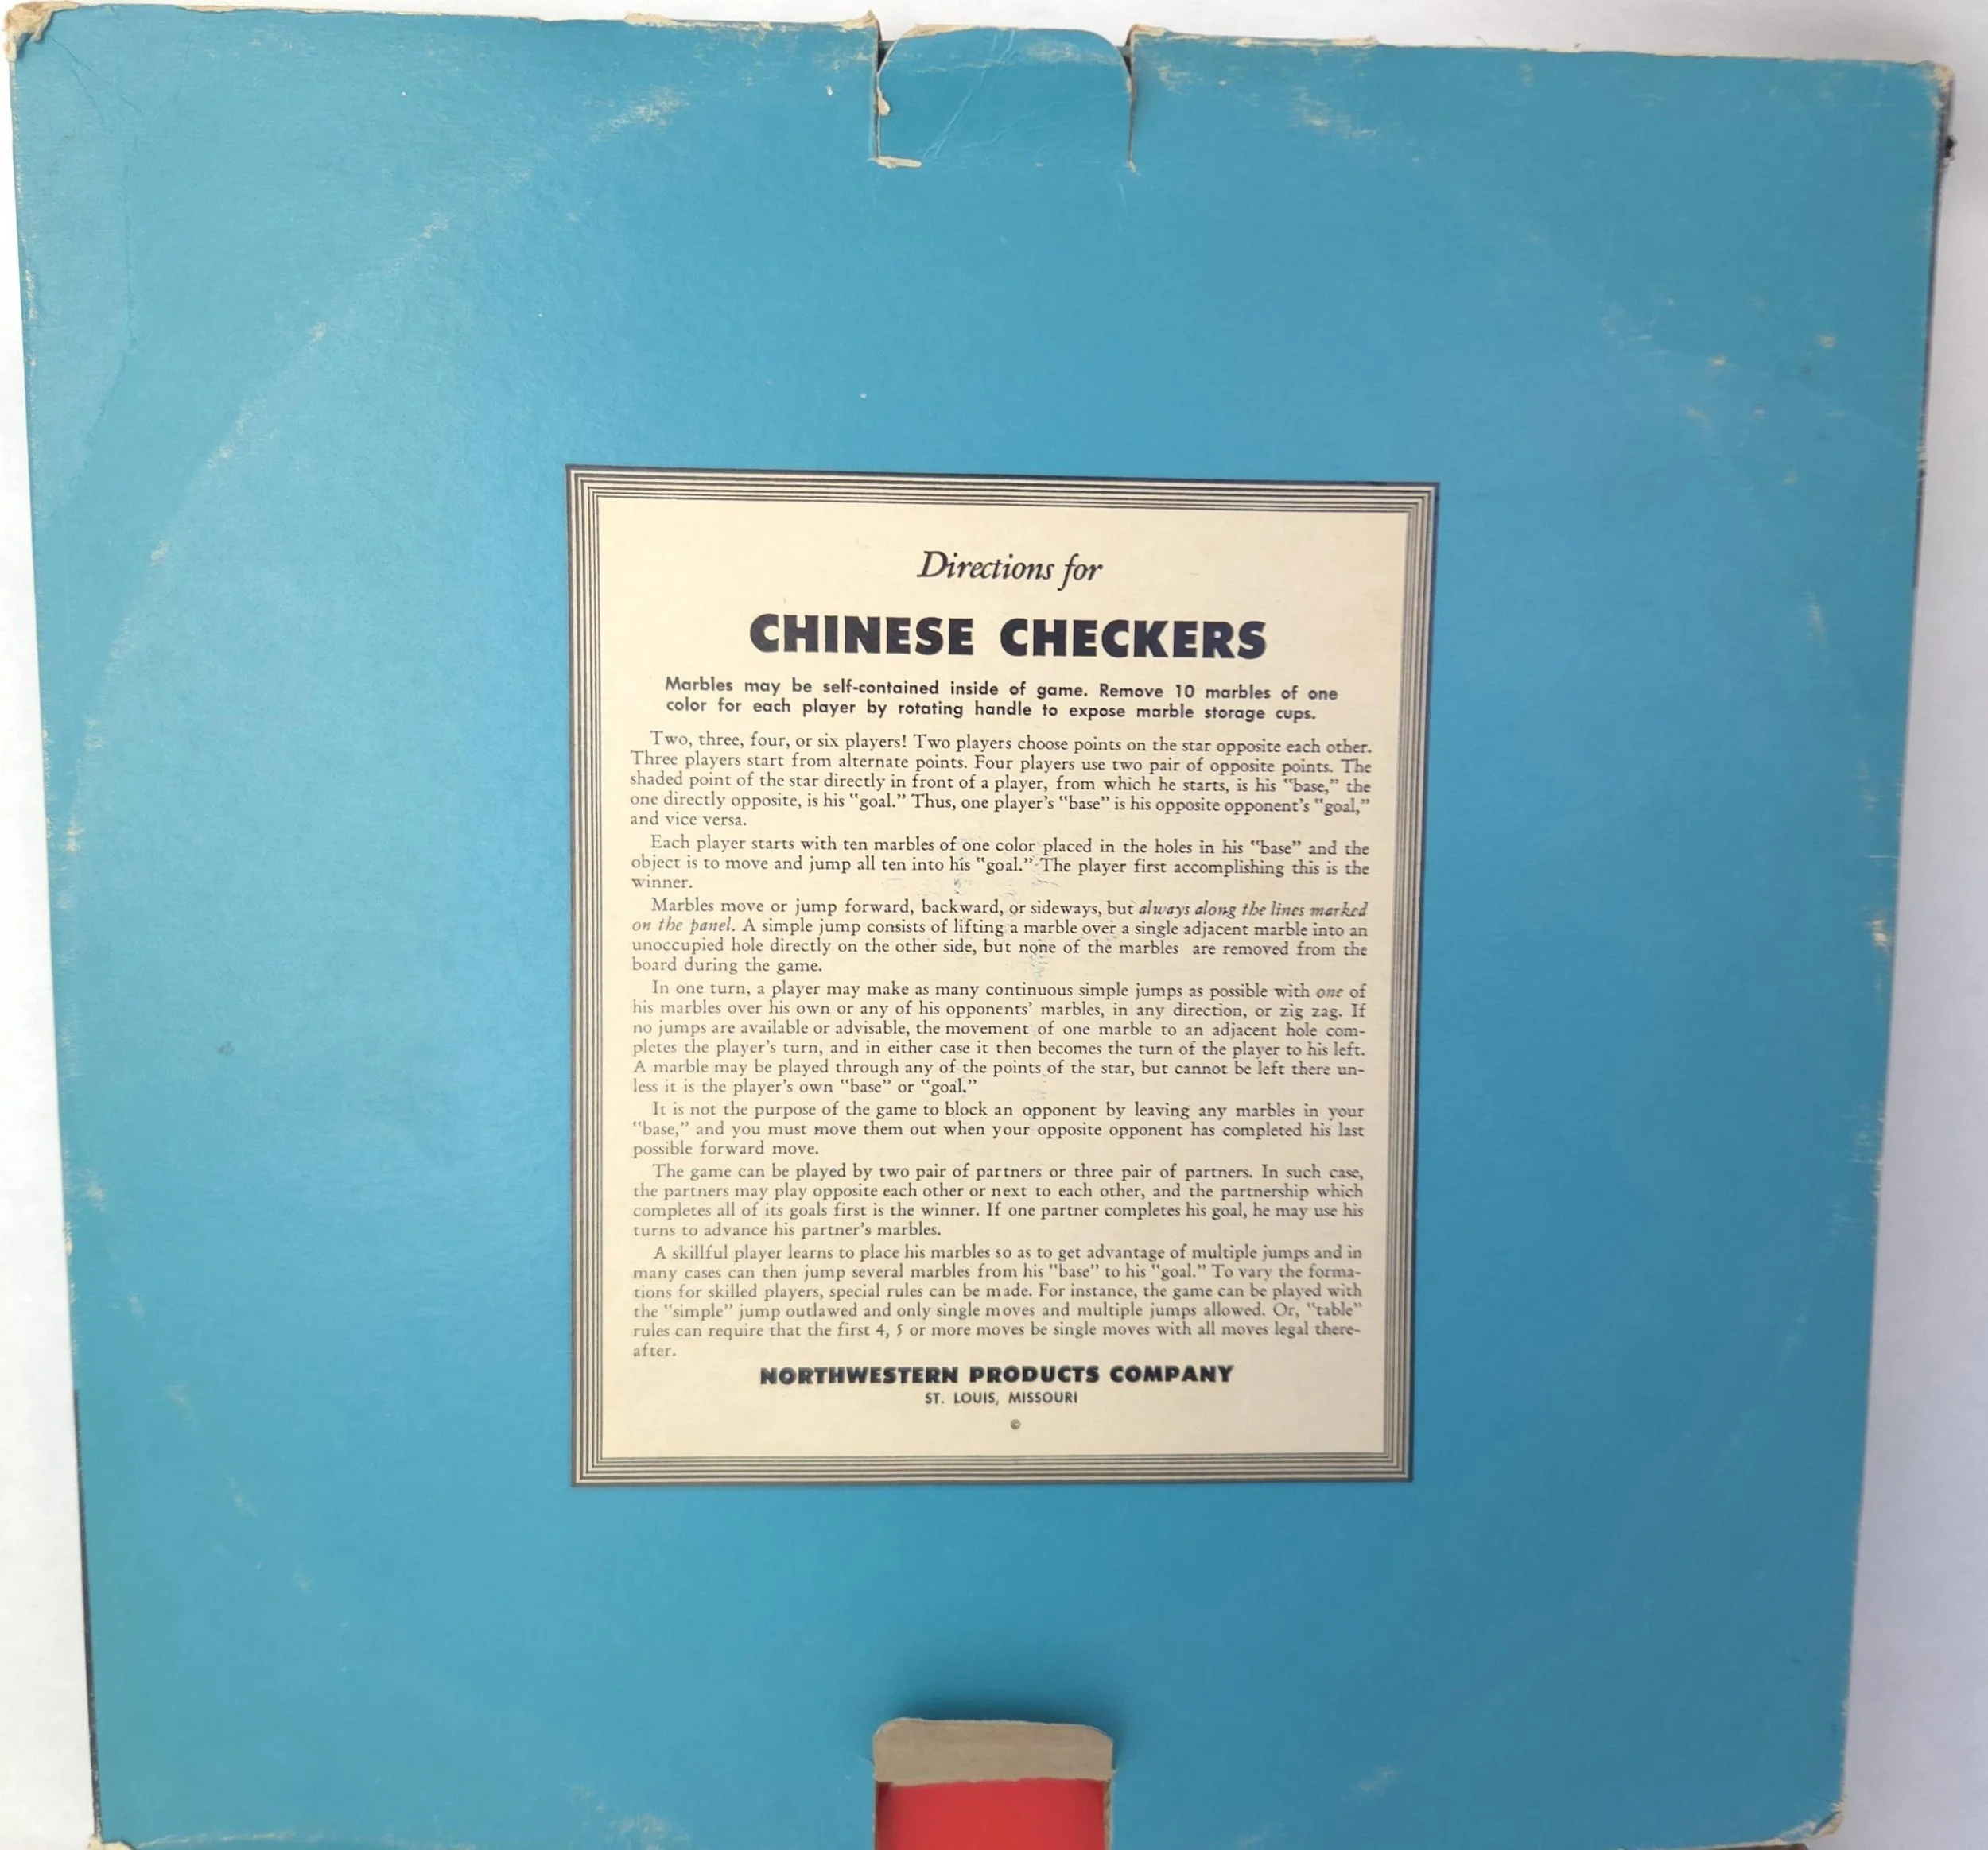 Directions for
CHINESE CHECKERS
Marbles may be self-contained inside of game. Remove 10 marbles of one
color for each player by rotating handle to expose marble storage cups.
Two, three, four, or six players! Two players choose points on the star opposite each other.
Three players start from alternate points. Four players use two pair of opposite points. The
shaded point of the star directly in front of a player, from which he starts, is his "base," the
one directly opposite, is his "goal." Thus, one player's "base" is his opposite opponent's "goal,"
and vice versa.
Each player starts with ten marbles of one color placed in the holes in his "base" and the
object is to move and jump all ten into his "goal." The player first accomplishing this is the
winner.
Marbles move or jump forward, backward, or sideways, but always along the lines marked
on the panel. A simple jump consists of lifting a marble over a single adjacent marble into an
unoccupied hole directly on the other side, but none of the marbles are removed from the
board during the game.
In one turn, a player may make as many continuous simple jumps as possible with one of
his marbles over his own or any of his opponents' marbles, in any direction, or zig zag. If
no jumps are available or advisable, the movement of one marble to an adjacent hole com-
pletes the player's turn, and in either case it then becomes the turn of the player to his left.
A marble may be played through any of the points of the star, but cannot be left there un-
less it is the player's own "base" or "goal."
It is not the purpose of the game to block an opponent by leaving any marbles in your
"base," and you must move them out when your opposite opponent has completed his last
possible forward move.
The game can be played by two pair of partners or three pair of partners. In such case,
the partners may play opposite each other or next to each other, and the partnership which
completes all of its goals first is the winner. If one partner completes his goal, he may use his
turns to advance his partner's marbles.
A skillful player learns to place his marbles so as to get advantage of multiple jumps and in
many cases can then jump several marbles from his "base" to his "goal." To vary the forma-
tions for skilled players, special rules can be made. For instance, the game can be played with
the "simple" jump outlawed and only single moves and multiple jumps allowed. Or, "table"
rules can require that the first 4, 5 or more moves be single moves with all moves legal there-
after.
NORTHWESTERN PRODUCTS COMPANY
ST. LOUIS, MISSOURI
©